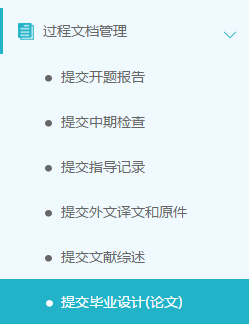 过程文档管理
提交开题报告
提交中期检查
提交指导记录
提交外文译文和原件
提交文献综述
提交毕业设计(论文)